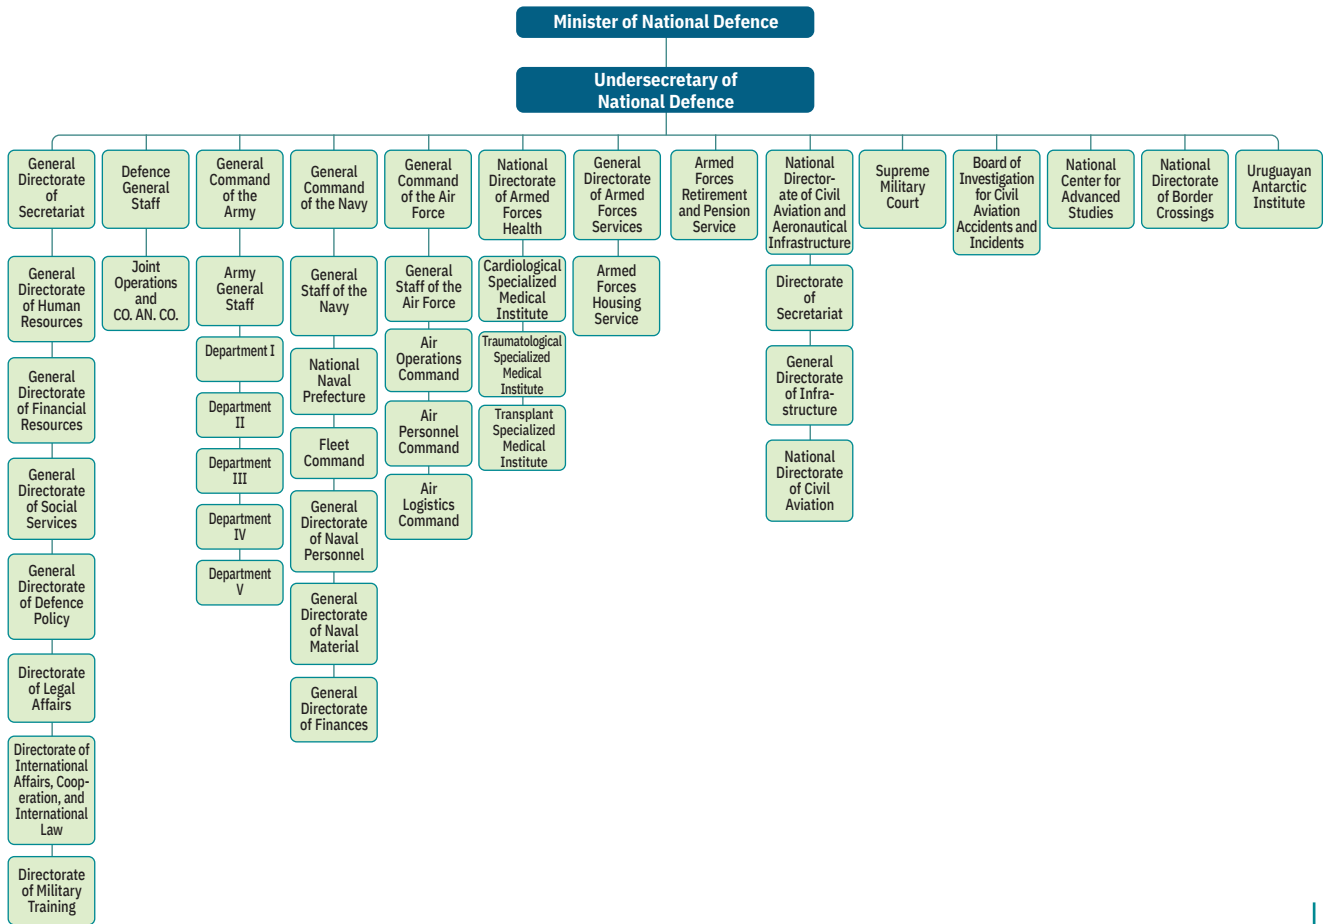 Minister of National Defence
Undersecretary of
National Defence
General
Directorate
of
Secretariat
Defence
General
Staff
General
Command
of the
Army
General
Command
of the Navy
General
Command
of the Air
Force
National
Directorate
of Armed
Forces
Health
General
Directorate
of Armed
Forces
Services
Armed
Forces
Retirement
and Pension
Service
National
Director-
ate of Civil
Aviation and
Aeronautical
Infrastructure
Supreme
Military
Court
Board of
Investigation
for Civil
Aviation
Accidents and
Incidents
National
Center for
Advanced
Studies
National
Directorate
of Border
Crossings
Uruguayan
Antarctic
Institute
General
Directorate
of Human
Resources
General
Directorate
of Financial
Resources
General
Directorate
of Social
Services
General
Directorate
of Defence
Policy
Directorate
of Legal
Affairs
Directorate of
International
Affairs, Coop-
eration, and
International
Law
Directorate
of Military
Training
Joint
Operations
and
CO. AN. CO.
Army
General
Staff
Department I
Department
II
Department
III
Department
IV
Department
V
General
Staff of the
Navy
National
Naval
Prefecture
Fleet
Command
General
Directorate
of Naval
Personnel
General
Directorate
of Naval
Material
General
Directorate
of Finances
General
Staff of the
Air Force
Air
Operations
Command
Air
Personnel
Command
Air
Logistics
Command
Cardiological
Specialized
Medical
Institute
Traumatological
Specialized
Medical
Institute
Transplant
Specialized
Medical
Institute
Armed
Forces
Housing
Service
Directorate
of
Secretariat
General
Directorate
of Infra-
structure
National
Directorate
of Civil
Aviation